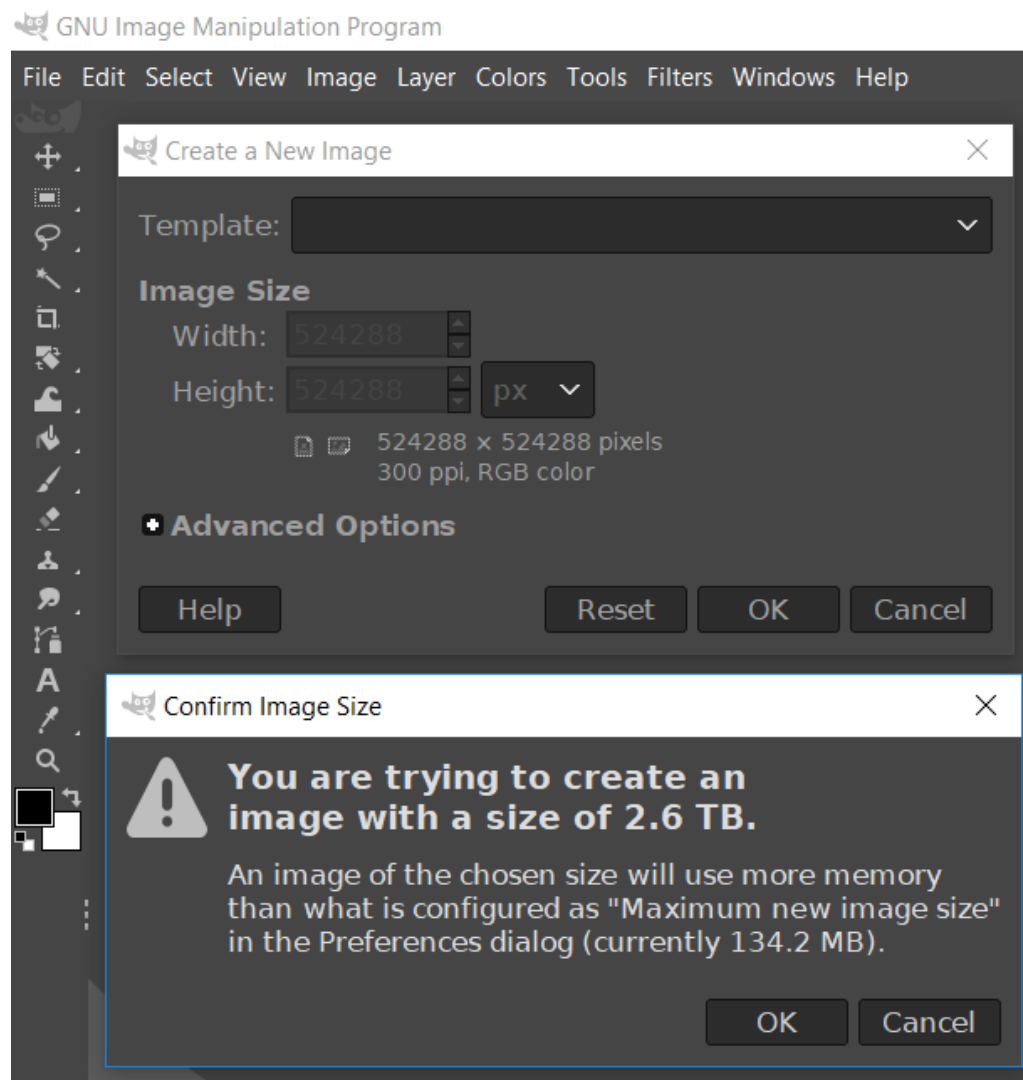 GNU Image Manipulation Program
File Edit Select View Image Layer Colors Tools Filters Windows Help
Create a New Image
Template:
Image Size
Width: 524288
Height: 524288 px
524288 × 524288 pixels
300 ppi, RGB color
Advanced Options
Help Reset OK Cancel
A
Confirm Image Size
You are trying to create an
image with a size of 2.6 TB.
An image of the chosen size will use more memory
than what is configured as "Maximum new image size"
in the Preferences dialog (currently 134.2 MB).
OK Cancel